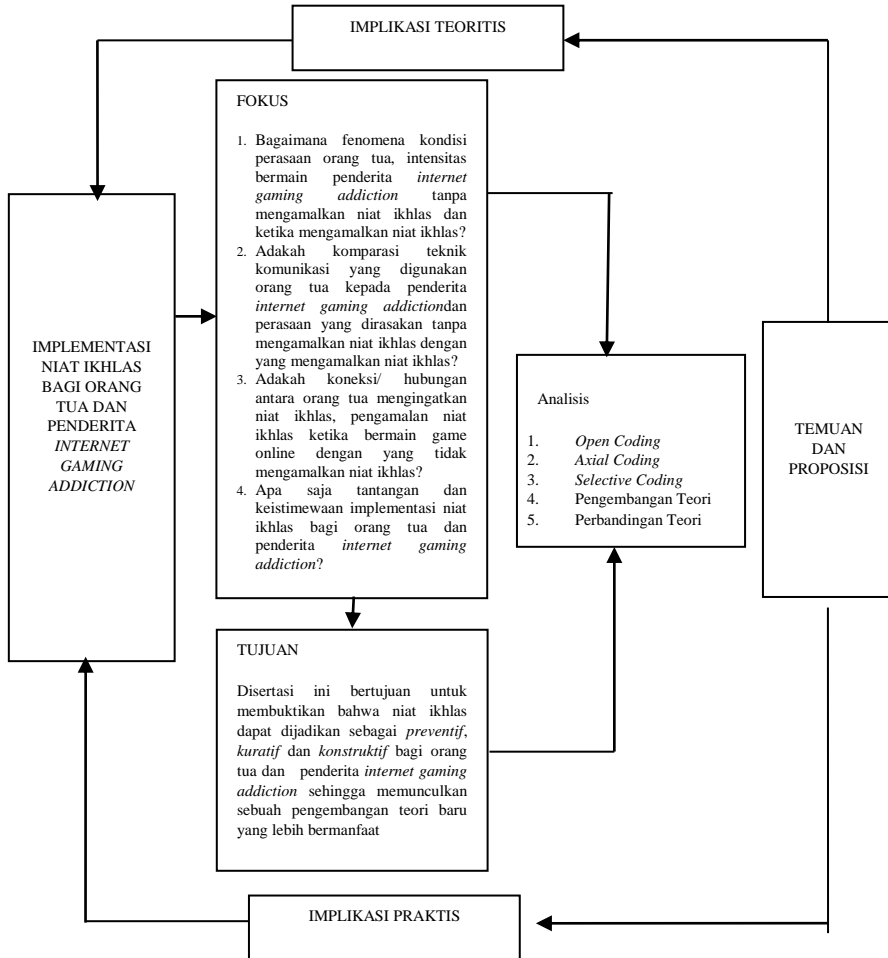 IMPLIKASI TEORITIS
FOKUS
1. Bagaimana fenomena kondisi
perasaan orang tua, intensitas
bermain penderita internet
gaming addiction tanpa
mengamalkan niat ikhlas dan
ketika mengamalkan niat ikhlas?
2. Adakah komparasi teknik
komunikasi yang digunakan
orang tua kepada penderita
internet gaming addictiondan
perasaan yang dirasakan tanpa
mengamalkan niat ikhlas dengan
yang mengamalkan niat ikhlas?
3. Adakah koneksi/ hubungan
antara orang tua mengingatkan
niat ikhlas, pengamalan niat
ikhlas ketika bermain game
online dengan yang tidak
mengamalkan niat ikhlas?
4. Apa saja tantangan dan
keistimewaan implementasi niat
ikhlas bagi orang tua dan
penderita internet gaming
addiction?
IMPLEMENTASI
NIAT IKHLAS
BAGI ORANG
TUA DAN
PENDERITA
INTERNET
GAMING
ADDICTION
Analisis
1. Open Coding
2. Axial Coding
3. Selective Coding
4. Pengembangan Teori
5. Perbandingan Teori
TEMUAN
DAN
PROPOSISI
TUJUAN
Disertasi ini bertujuan untuk
membuktikan bahwa niat ikhlas
dapat dijadikan sebagai preventif,
kuratif dan konstruktif bagi orang
tua dan penderita internet gaming
addiction sehingga memunculkan
sebuah pengembangan teori baru
yang lebih bermanfaat
IMPLIKASI PRAKTIS